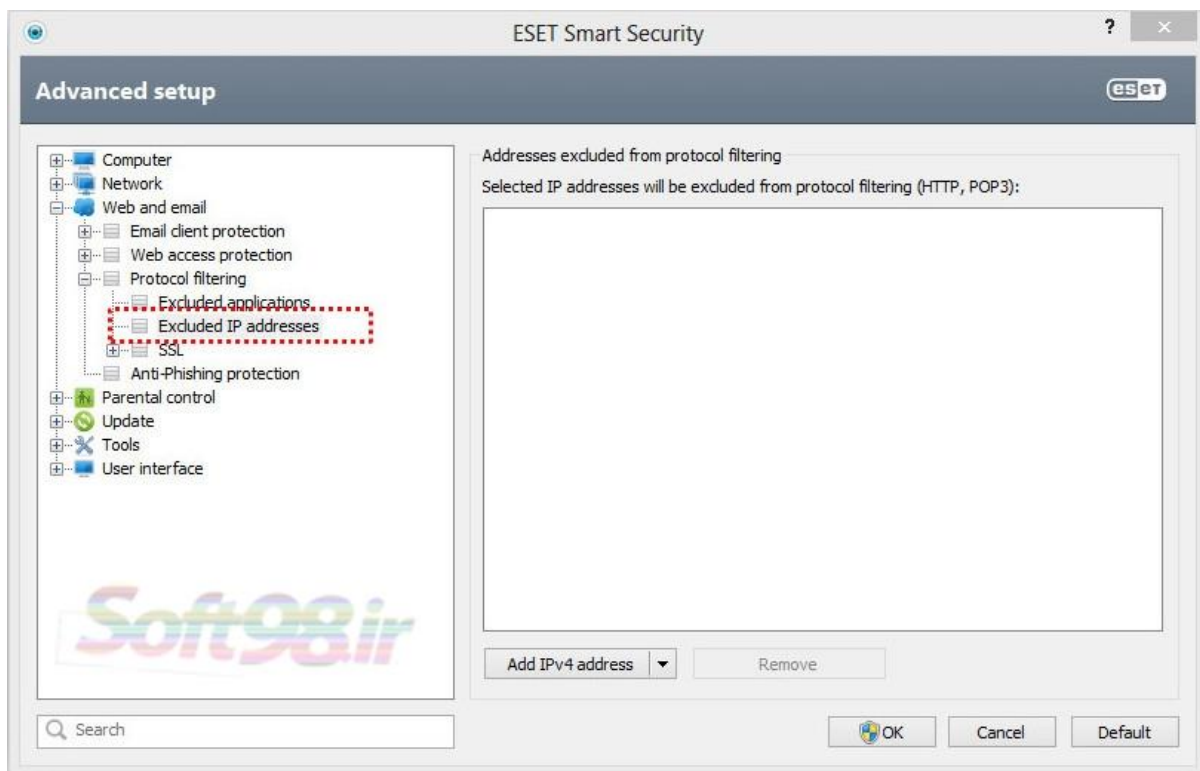 ESET Smart Security
?
Advanced setup
eset
Computer
Network
Web and email
Email client protection
Web access protection
Protocol filtering
Excluded applications
Excluded IP addresses
SSL
Anti-Phishing protection
Parental control
Update
Tools
User interface
Soft98.ir
Search
Addresses excluded from protocol filtering
Selected IP addresses will be excluded from protocol filtering (HTTP, POP3):
Add IPv4 address
Remove
OK
Cancel
Default